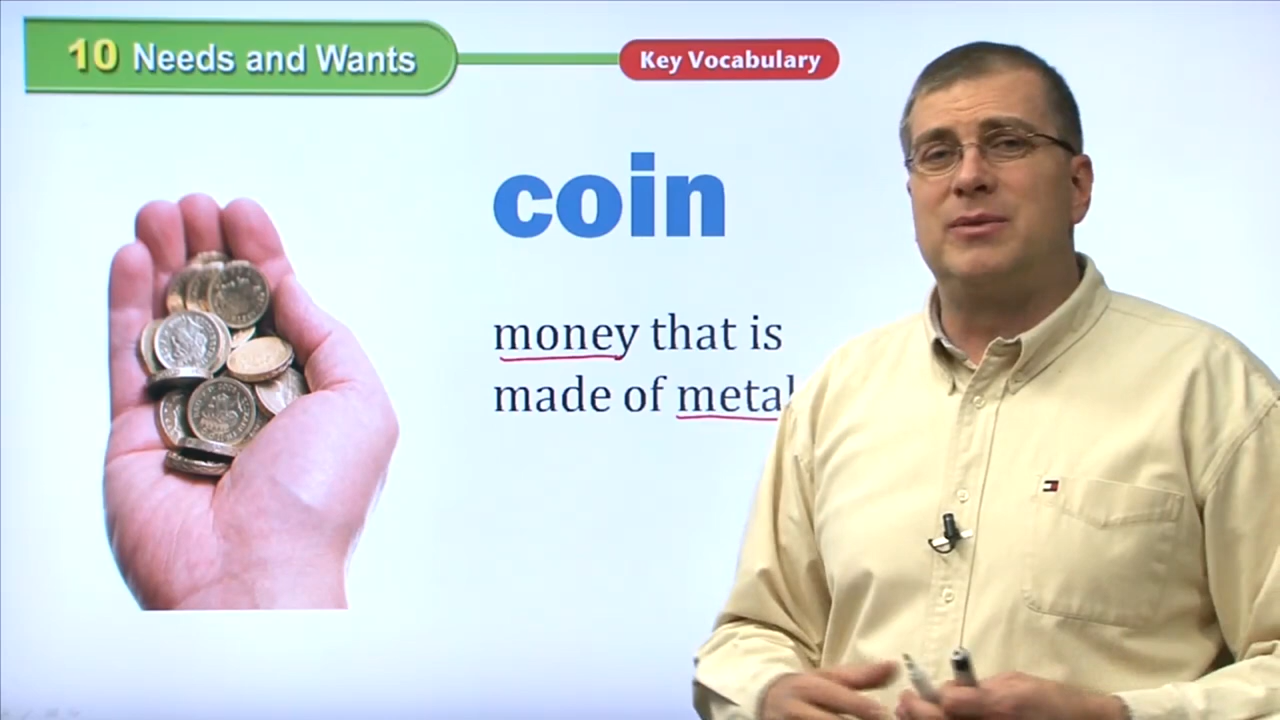 10 Needs and Wants
Key Vocabulary
coin
money that is
made of metal